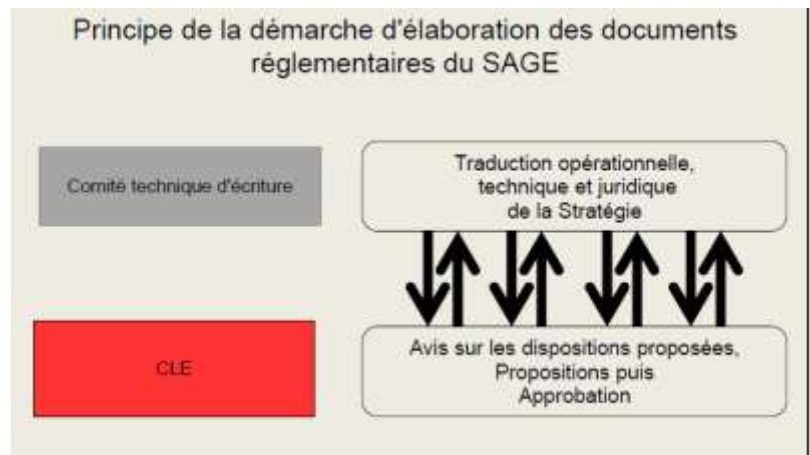 Principe de la démarche d'élaboration des documents
réglementaires du SAGE
Comité technique d'écriture
Traduction opérationnelle,
technique et juridique
de la Stratégie
CLE
Avis sur les dispositions proposées,
Propositions puis
Approbation